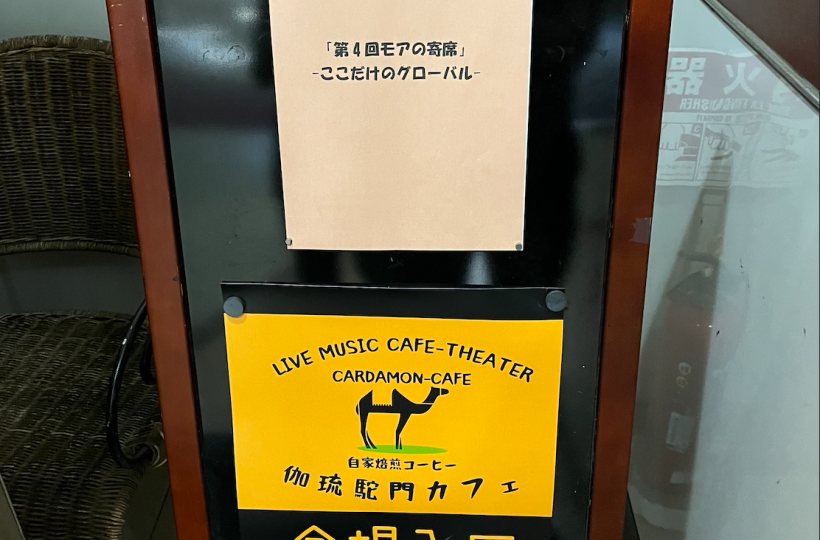 「第4回モアの寄席」
-ここだけのグローバル-
LIVE MUSIC CAFE-THEATER
CARDAMON-CAFE
自家焙煎コーヒー
伽琉駝門カフェ
火器